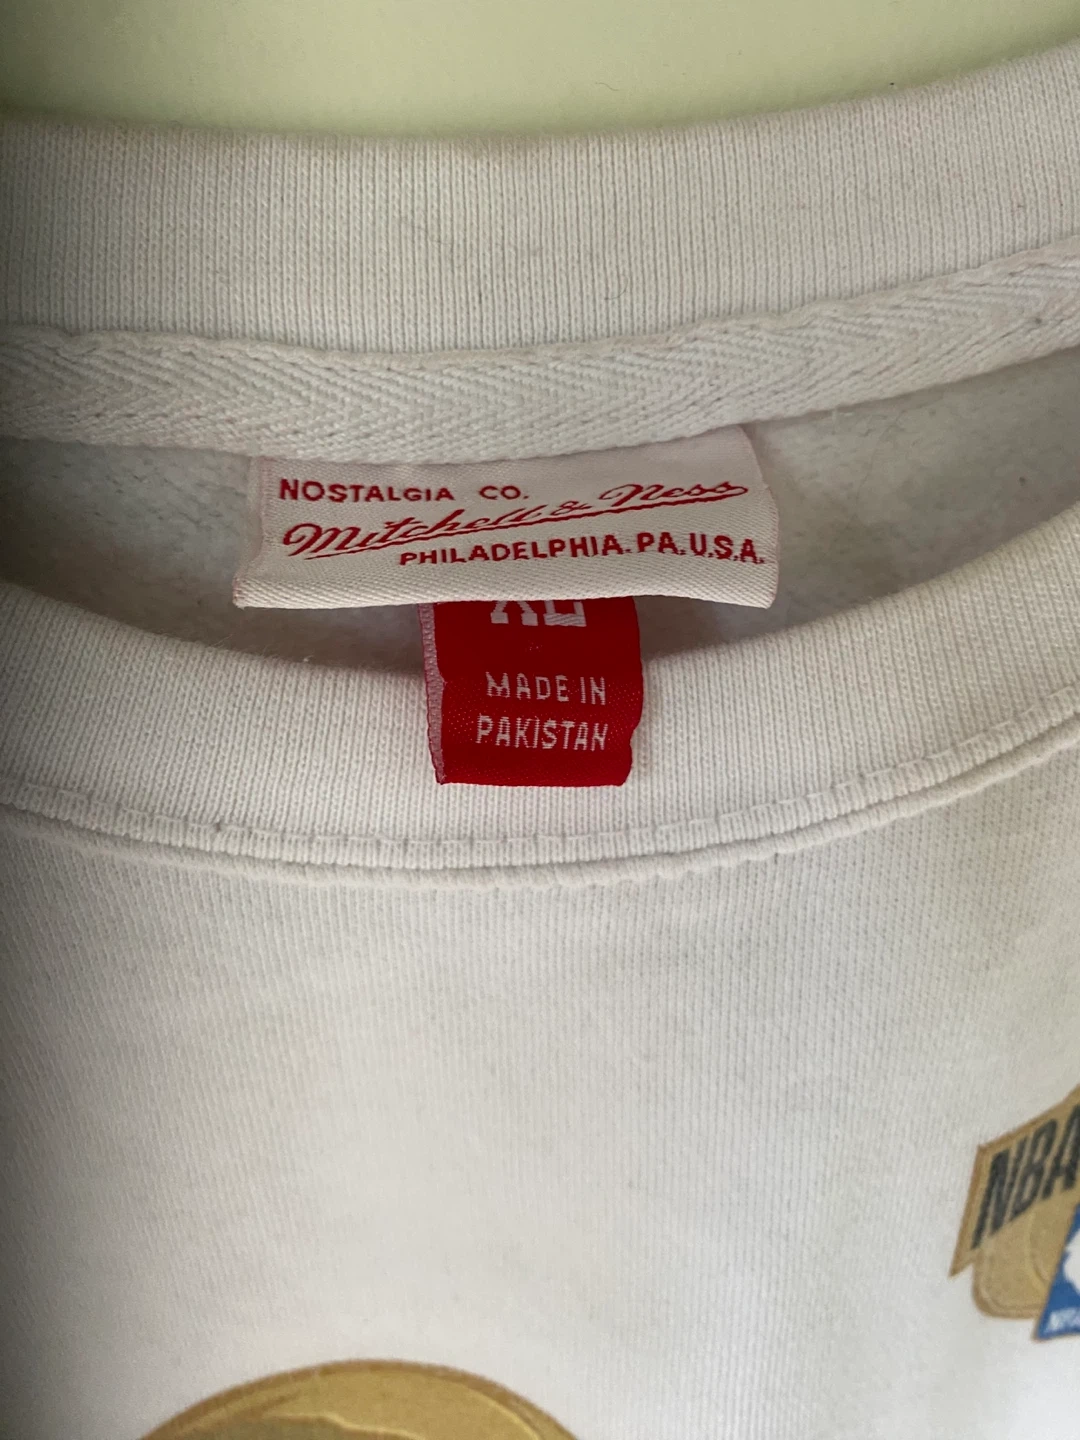 NOSTALGIA CO.
Mitchell & Ness
PHILADELPHIA. PA. U.S.A.
XL
MADE IN
PAKISTAN
NBA